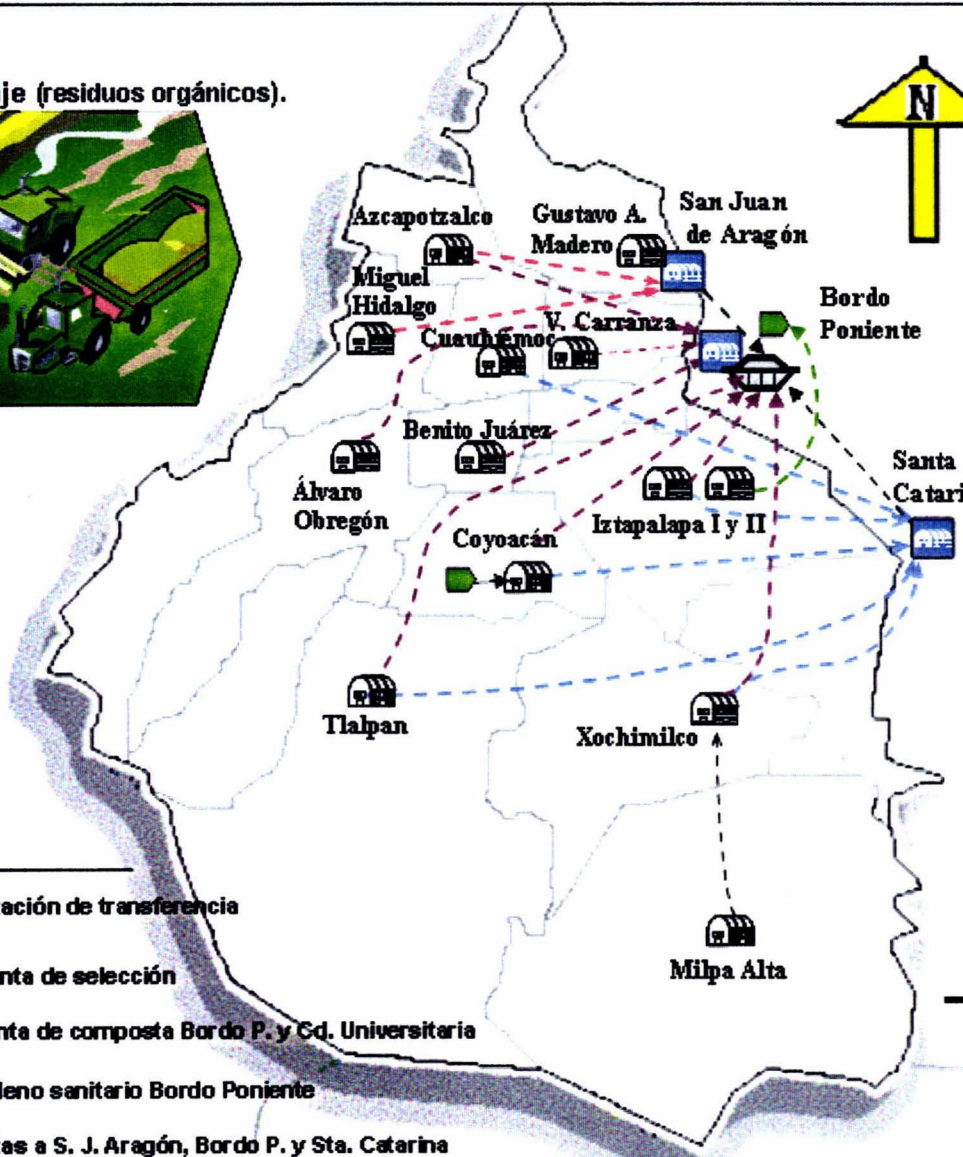 je (residuos orgánicos).
N
Azcapotzalco
Gustavo A.
Madero
San Juan
de Aragón
Miguel
Hidalgo
Cuauhtemoc
V. Carranza
Bordo
Poniente
Benito Juárez
Álvaro
Obregón
Iztapalapa I y II
Santa
Catari
Coyoacán
Tlalpan
Xochimilco
Milpa Alta
ación de transferencia
nta de selección
nta de composta Bordo P. y Cd. Universitaria
leno sanitario Bordo Poniente
as a S. J. Aragón, Bordo P. y Sta. Catarina